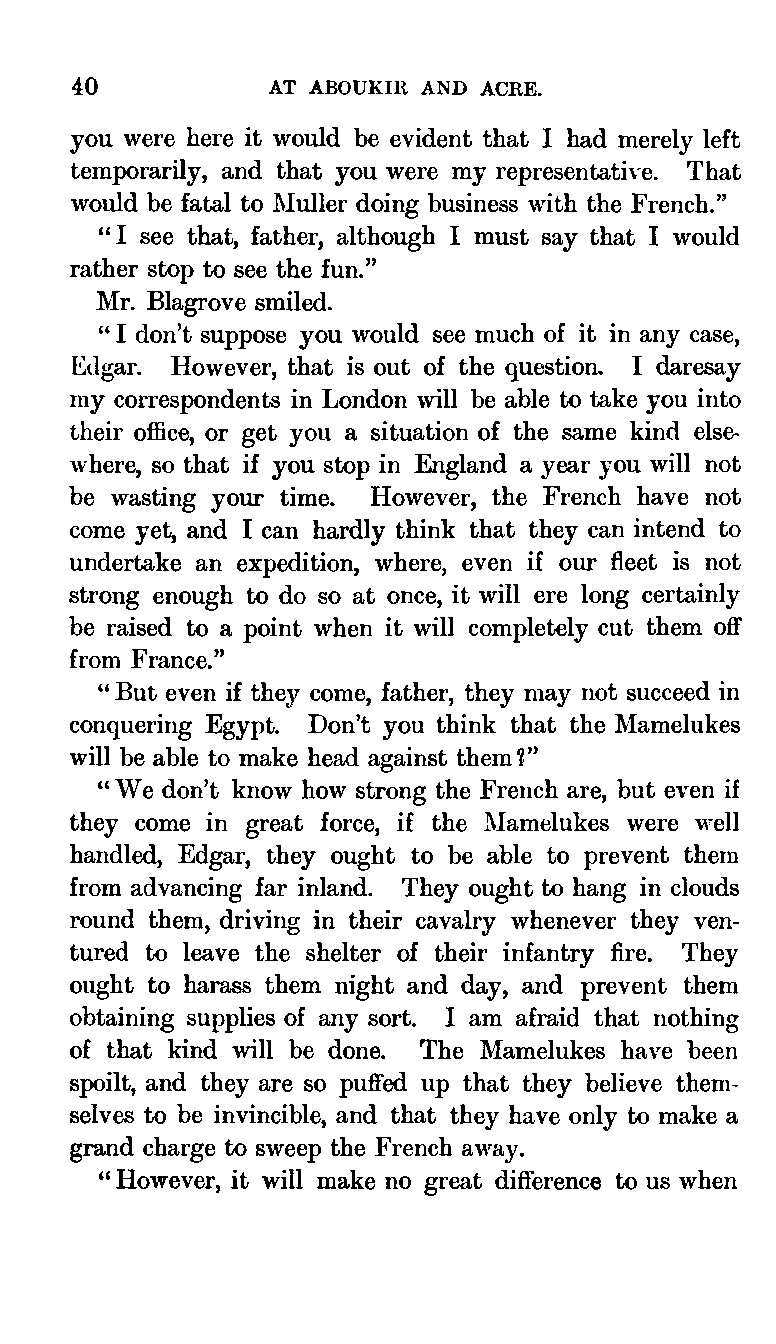 40 AT ABOUKIR AND ACRE.
you were here it would be evident that I had merely left
temporarily, and that you were my representative. That
would be fatal to Muller doing business with the French.”
“I see that, father, although I must say that I would
rather stop to see the fun.”
Mr. Blagrove smiled.
“I don’t suppose you would see much of it in any case,
Edgar. However, that is out of the question. I daresay
my correspondents in London will be able to take you into
their office, or get you a situation of the same kind else-
where, so that if you stop in England a year you will not
be wasting your time. However, the French have not
come yet, and I can hardly think that they can intend to
undertake an expedition, where, even if our fleet is not
strong enough to do so at once, it will ere long certainly
be raised to a point when it will completely cut them off
from France.”
“But even if they come, father, they may not succeed in
conquering Egypt. Don’t you think that the Mamelukes
will be able to make head against them?”
“We don’t know how strong the French are, but even if
they come in great force, if the Mamelukes were well
handled, Edgar, they ought to be able to prevent them
from advancing far inland. They ought to hang in clouds
round them, driving in their cavalry whenever they ven-
tured to leave the shelter of their infantry fire. They
ought to harass them night and day, and prevent them
obtaining supplies of any sort. I am afraid that nothing
of that kind will be done. The Mamelukes have been
spoilt, and they are so puffed up that they believe them-
selves to be invincible, and that they have only to make a
grand charge to sweep the French away.
“However, it will make no great difference to us when